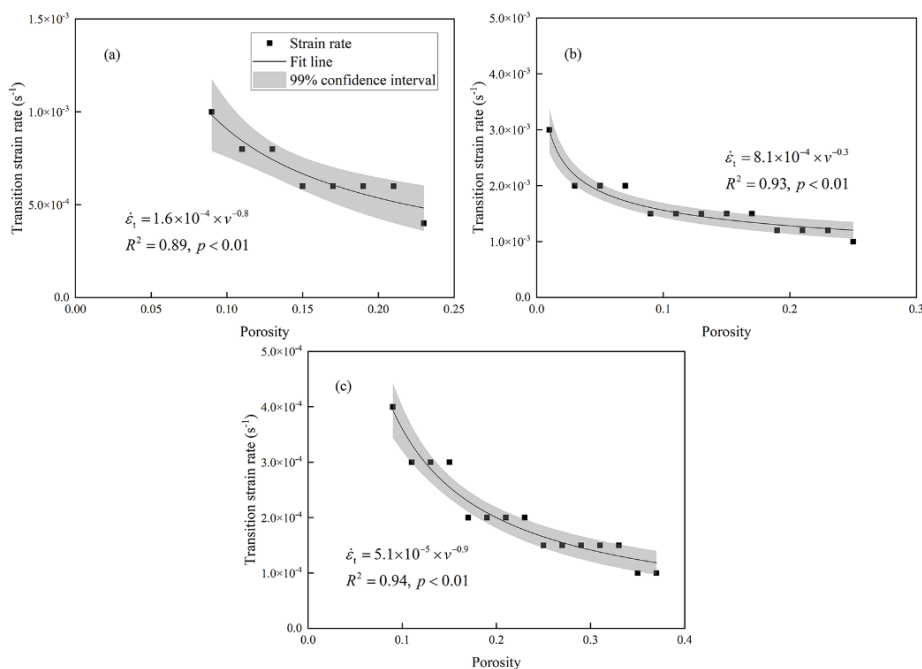 (a)
Strain rate
Fit line
99% confidence interval
Transition strain rate (s⁻¹)
1.5×10⁻³
1.0×10⁻³
5.0×10⁻⁴
0.0
ε̇ₜ = 1.6×10⁻⁴ × v⁻⁰·⁸
R² = 0.89, p < 0.01
0.00 0.05 0.10 0.15 0.20 0.25
Porosity
(b)
Transition strain rate (s⁻¹)
5.0×10⁻³
4.0×10⁻³
3.0×10⁻³
2.0×10⁻³
1.0×10⁻³
0.0
ε̇ₜ = 8.1×10⁻⁴ × v⁻⁰·³
R² = 0.93, p < 0.01
0.0 0.1 0.2 0.3
Porosity
(c)
Transition strain rate (s⁻¹)
5.0×10⁻⁴
4.0×10⁻⁴
3.0×10⁻⁴
2.0×10⁻⁴
1.0×10⁻⁴
0.0
ε̇ₜ = 5.1×10⁻⁵ × v⁻⁰·⁹
R² = 0.94, p < 0.01
0.0 0.1 0.2 0.3 0.4
Porosity